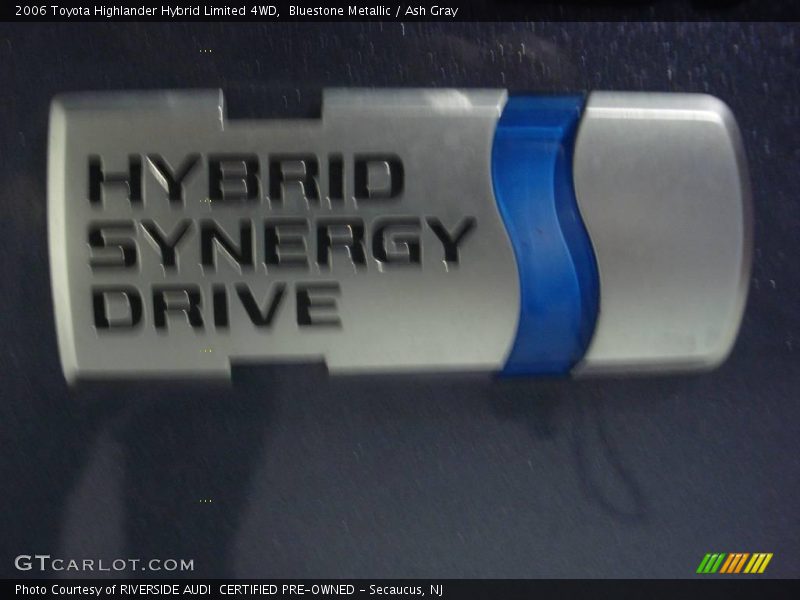 2006 Toyota Highlander Hybrid Limited 4WD,  Bluestone Metallic / Ash Gray
HYBRID
SYNERGY
DRIVE
GTCARLOT.COM
Photo Courtesy of RIVERSIDE AUDI  CERTIFIED PRE-OWNED - Secaucus, NJ